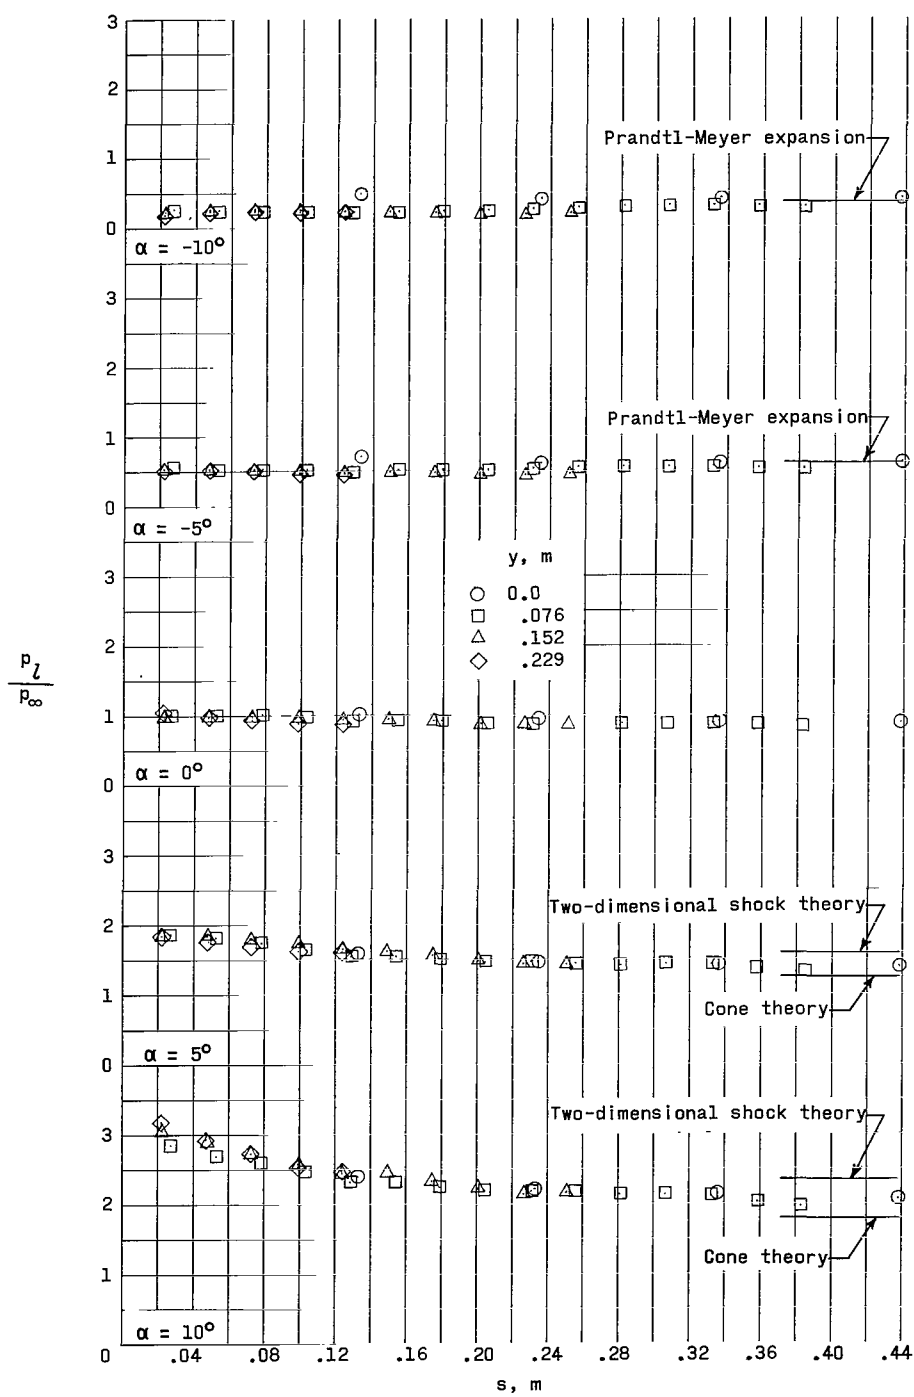 3
2
1
Prandtl-Meyer expansion
0
α = -10°
3
2
1
Prandtl-Meyer expansion
0
α = -5°
y, m
0.0
.076
.152
.229
3
2
p_l
p_∞
1
α = 0°
0
3
2
Two-dimensional shock theory
1
Cone theory
α = 5°
0
3
Two-dimensional shock theory
2
Cone theory
1
α = 10°
0 .04 .08 .12 .16 .20 .24 .28 .32 .36 .40 .44
s, m